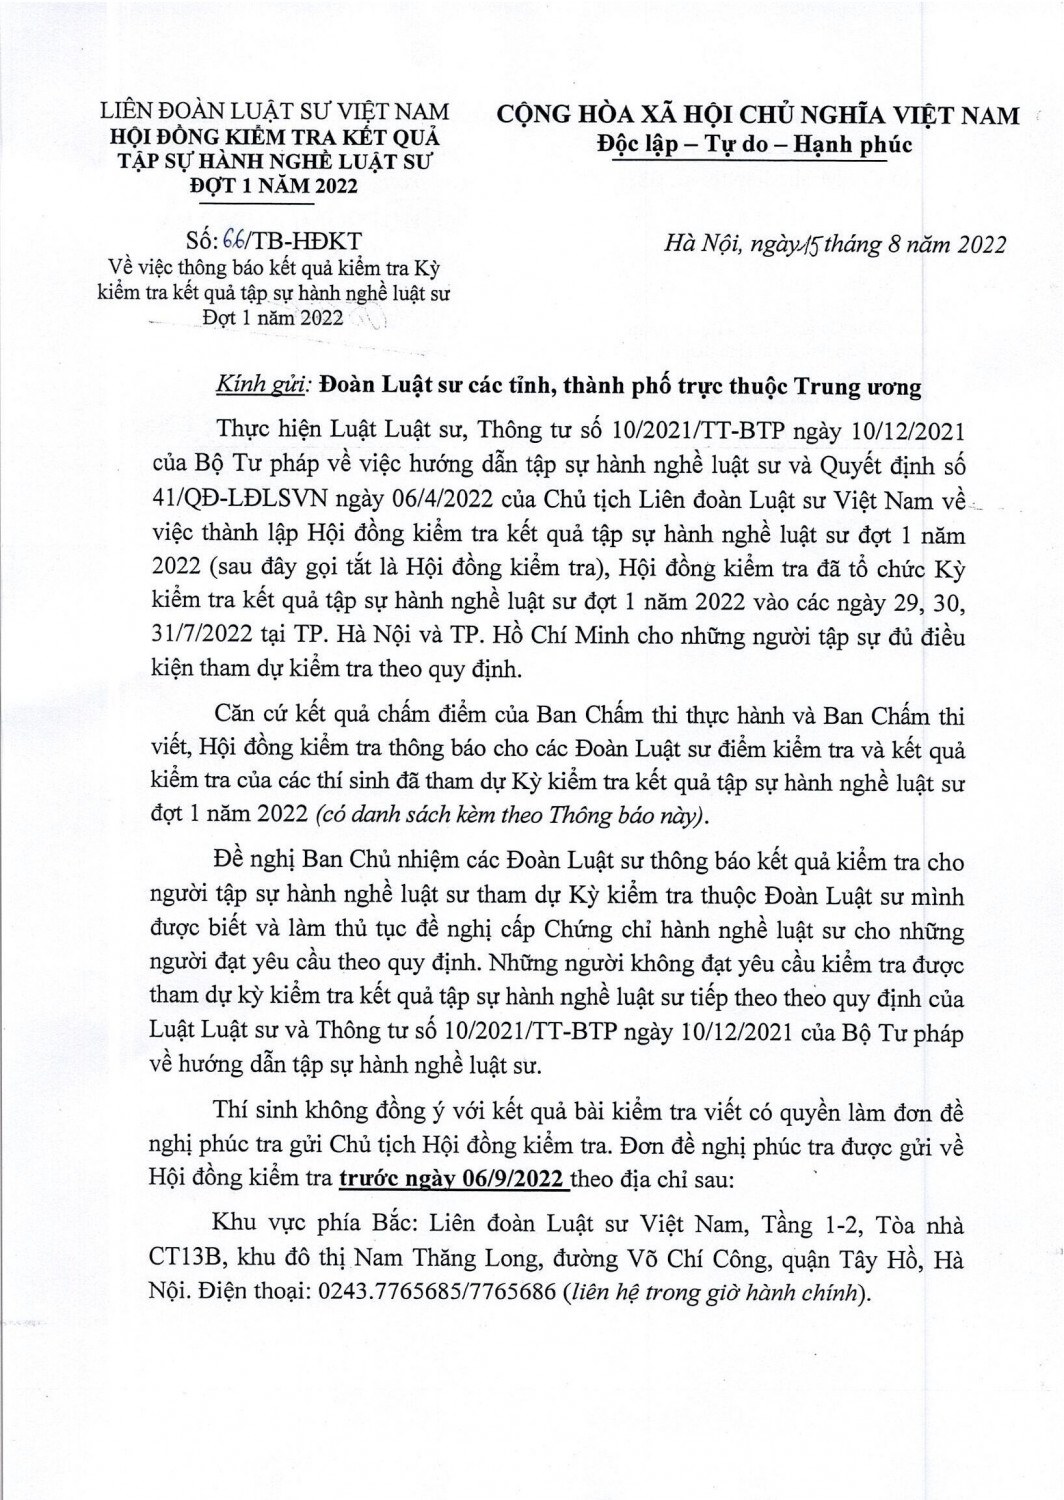 LIÊN ĐOÀN LUẬT SƯ VIỆT NAM
HỘI ĐỒNG KIỂM TRA KẾT QUẢ
TẬP SỰ HÀNH NGHỀ LUẬT SƯ
ĐỢT 1 NĂM 2022
CỘNG HÒA XÃ HỘI CHỦ NGHĨA VIỆT NAM
Độc lập – Tự do – Hạnh phúc
Số: 66/TB-HĐKT
Về việc thông báo kết quả kiểm tra Kỳ
kiểm tra kết quả tập sự hành nghề luật sư
Đợt 1 năm 2022
Hà Nội, ngày 15 tháng 8 năm 2022
Kính gửi: Đoàn Luật sư các tỉnh, thành phố trực thuộc Trung ương
Thực hiện Luật Luật sư, Thông tư số 10/2021/TT-BTP ngày 10/12/2021
của Bộ Tư pháp về việc hướng dẫn tập sự hành nghề luật sư và Quyết định số
41/QĐ-LĐLSVN ngày 06/4/2022 của Chủ tịch Liên đoàn Luật sư Việt Nam về
việc thành lập Hội đồng kiểm tra kết quả tập sự hành nghề luật sư đợt 1 năm
2022 (sau đây gọi tắt là Hội đồng kiểm tra), Hội đồng kiểm tra đã tổ chức Kỳ
kiểm tra kết quả tập sự hành nghề luật sư đợt 1 năm 2022 vào các ngày 29, 30,
31/7/2022 tại TP. Hà Nội và TP. Hồ Chí Minh cho những người tập sự đủ điều
kiện tham dự kiểm tra theo quy định.
Căn cứ kết quả chấm điểm của Ban Chấm thi thực hành và Ban Chấm thi
viết, Hội đồng kiểm tra thông báo cho các Đoàn Luật sư điểm kiểm tra và kết quả
kiểm tra của các thí sinh đã tham dự Kỳ kiểm tra kết quả tập sự hành nghề luật sư
đợt 1 năm 2022 (có danh sách kèm theo Thông báo này).
Đề nghị Ban Chủ nhiệm các Đoàn Luật sư thông báo kết quả kiểm tra cho
người tập sự hành nghề luật sư tham dự Kỳ kiểm tra thuộc Đoàn Luật sư mình
được biết và làm thủ tục đề nghị cấp Chứng chỉ hành nghề luật sư cho những
người đạt yêu cầu theo quy định. Những người không đạt yêu cầu kiểm tra được
tham dự kỳ kiểm tra kết quả tập sự hành nghề luật sư tiếp theo theo quy định của
Luật Luật sư và Thông tư số 10/2021/TT-BTP ngày 10/12/2021 của Bộ Tư pháp
về hướng dẫn tập sự hành nghề luật sư.
Thí sinh không đồng ý với kết quả bài kiểm tra viết có quyền làm đơn đề
nghị phúc tra gửi Chủ tịch Hội đồng kiểm tra. Đơn đề nghị phúc tra được gửi về
Hội đồng kiểm tra trước ngày 06/9/2022 theo địa chỉ sau:
Khu vực phía Bắc: Liên đoàn Luật sư Việt Nam, Tầng 1-2, Tòa nhà
CT13B, khu đô thị Nam Thăng Long, đường Võ Chí Công, quận Tây Hồ, Hà
Nội. Điện thoại: 0243.7765685/7765686 (liên hệ trong giờ hành chính).